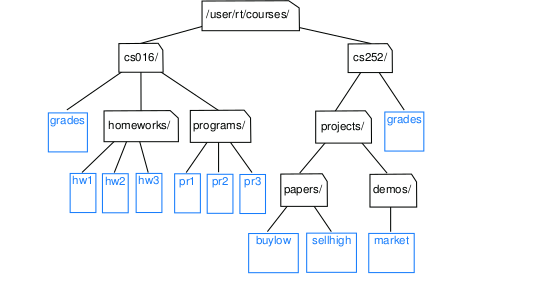 /user/rt/courses/
cs016/
cs252/
grades
homeworks/
programs/
projects/
grades
hw1
hw2
hw3
pr1
pr2
pr3
papers/
demos/
buylow
sellhigh
market